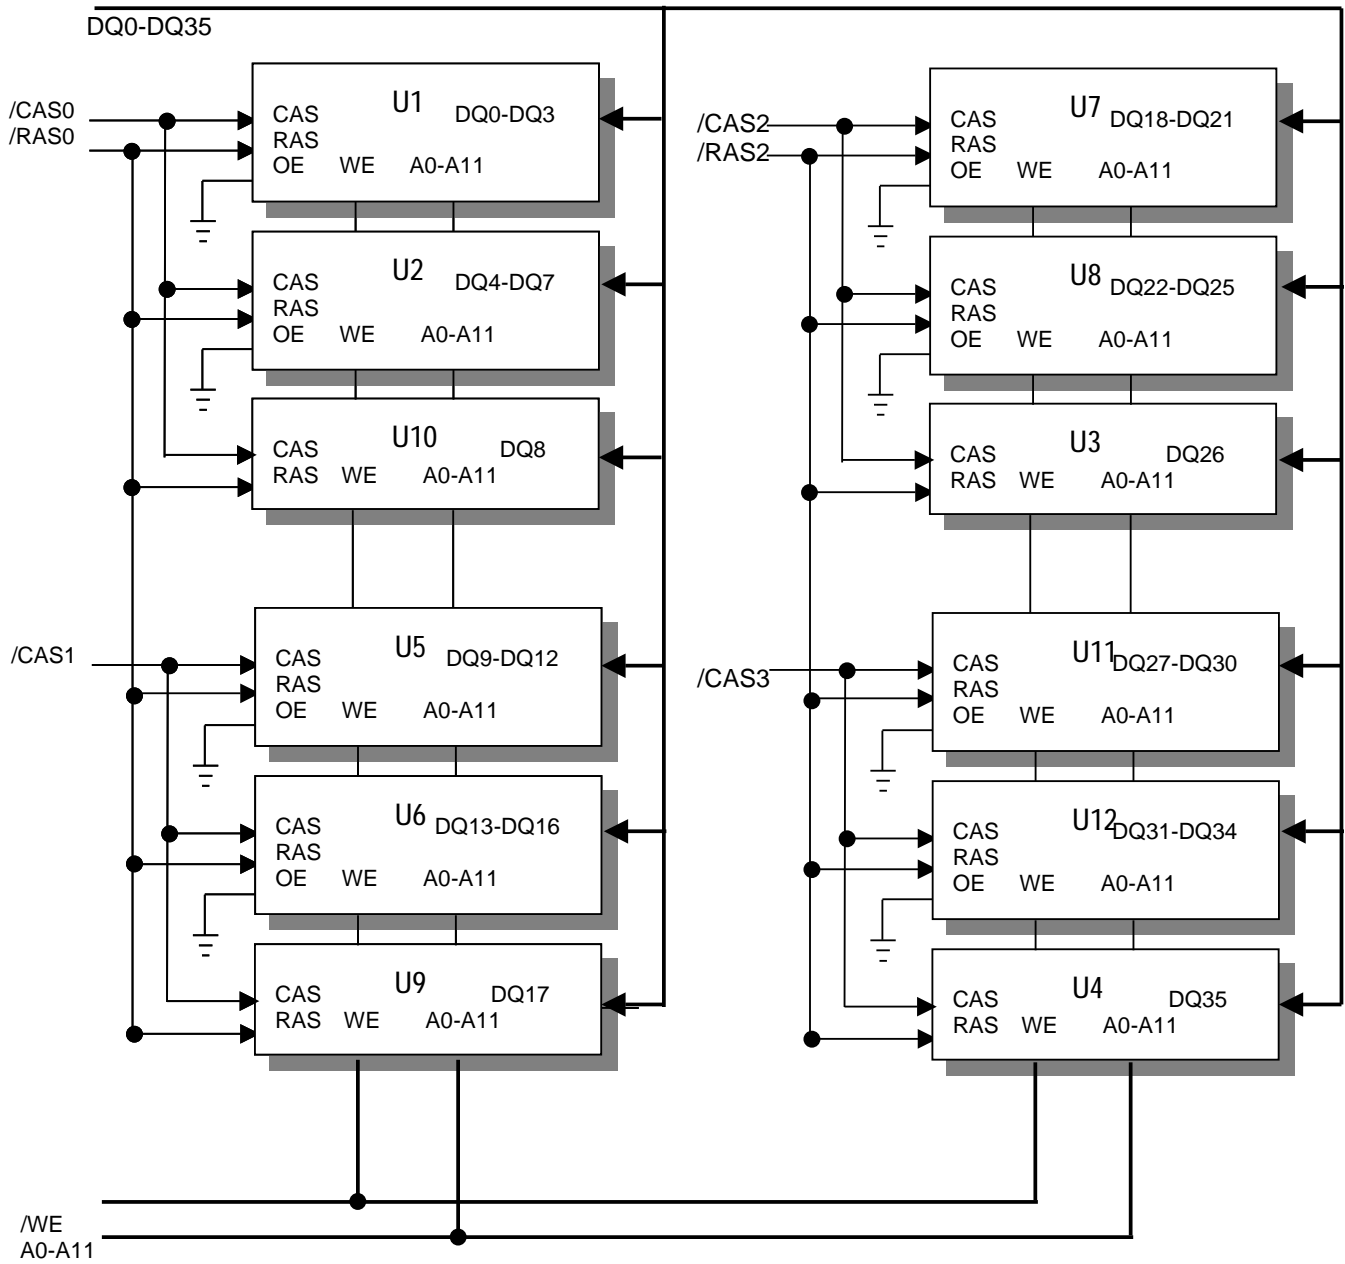 DQ0-DQ35
/CAS0
/RAS0
U1
CAS DQ0-DQ3
RAS
OE WE A0-A11
U2
CAS DQ4-DQ7
RAS
OE WE A0-A11
U10
CAS DQ8
RAS WE A0-A11
/CAS1
U5
CAS DQ9-DQ12
RAS
OE WE A0-A11
U6
CAS DQ13-DQ16
RAS
OE WE A0-A11
U9
CAS DQ17
RAS WE A0-A11
/CAS2
/RAS2
U7
CAS DQ18-DQ21
RAS
OE WE A0-A11
U8
CAS DQ22-DQ25
RAS
OE WE A0-A11
U3
CAS DQ26
RAS WE A0-A11
/CAS3
U11
CAS DQ27-DQ30
RAS
OE WE A0-A11
U12
CAS DQ31-DQ34
RAS
OE WE A0-A11
U4
CAS DQ35
RAS WE A0-A11
/WE
A0-A11